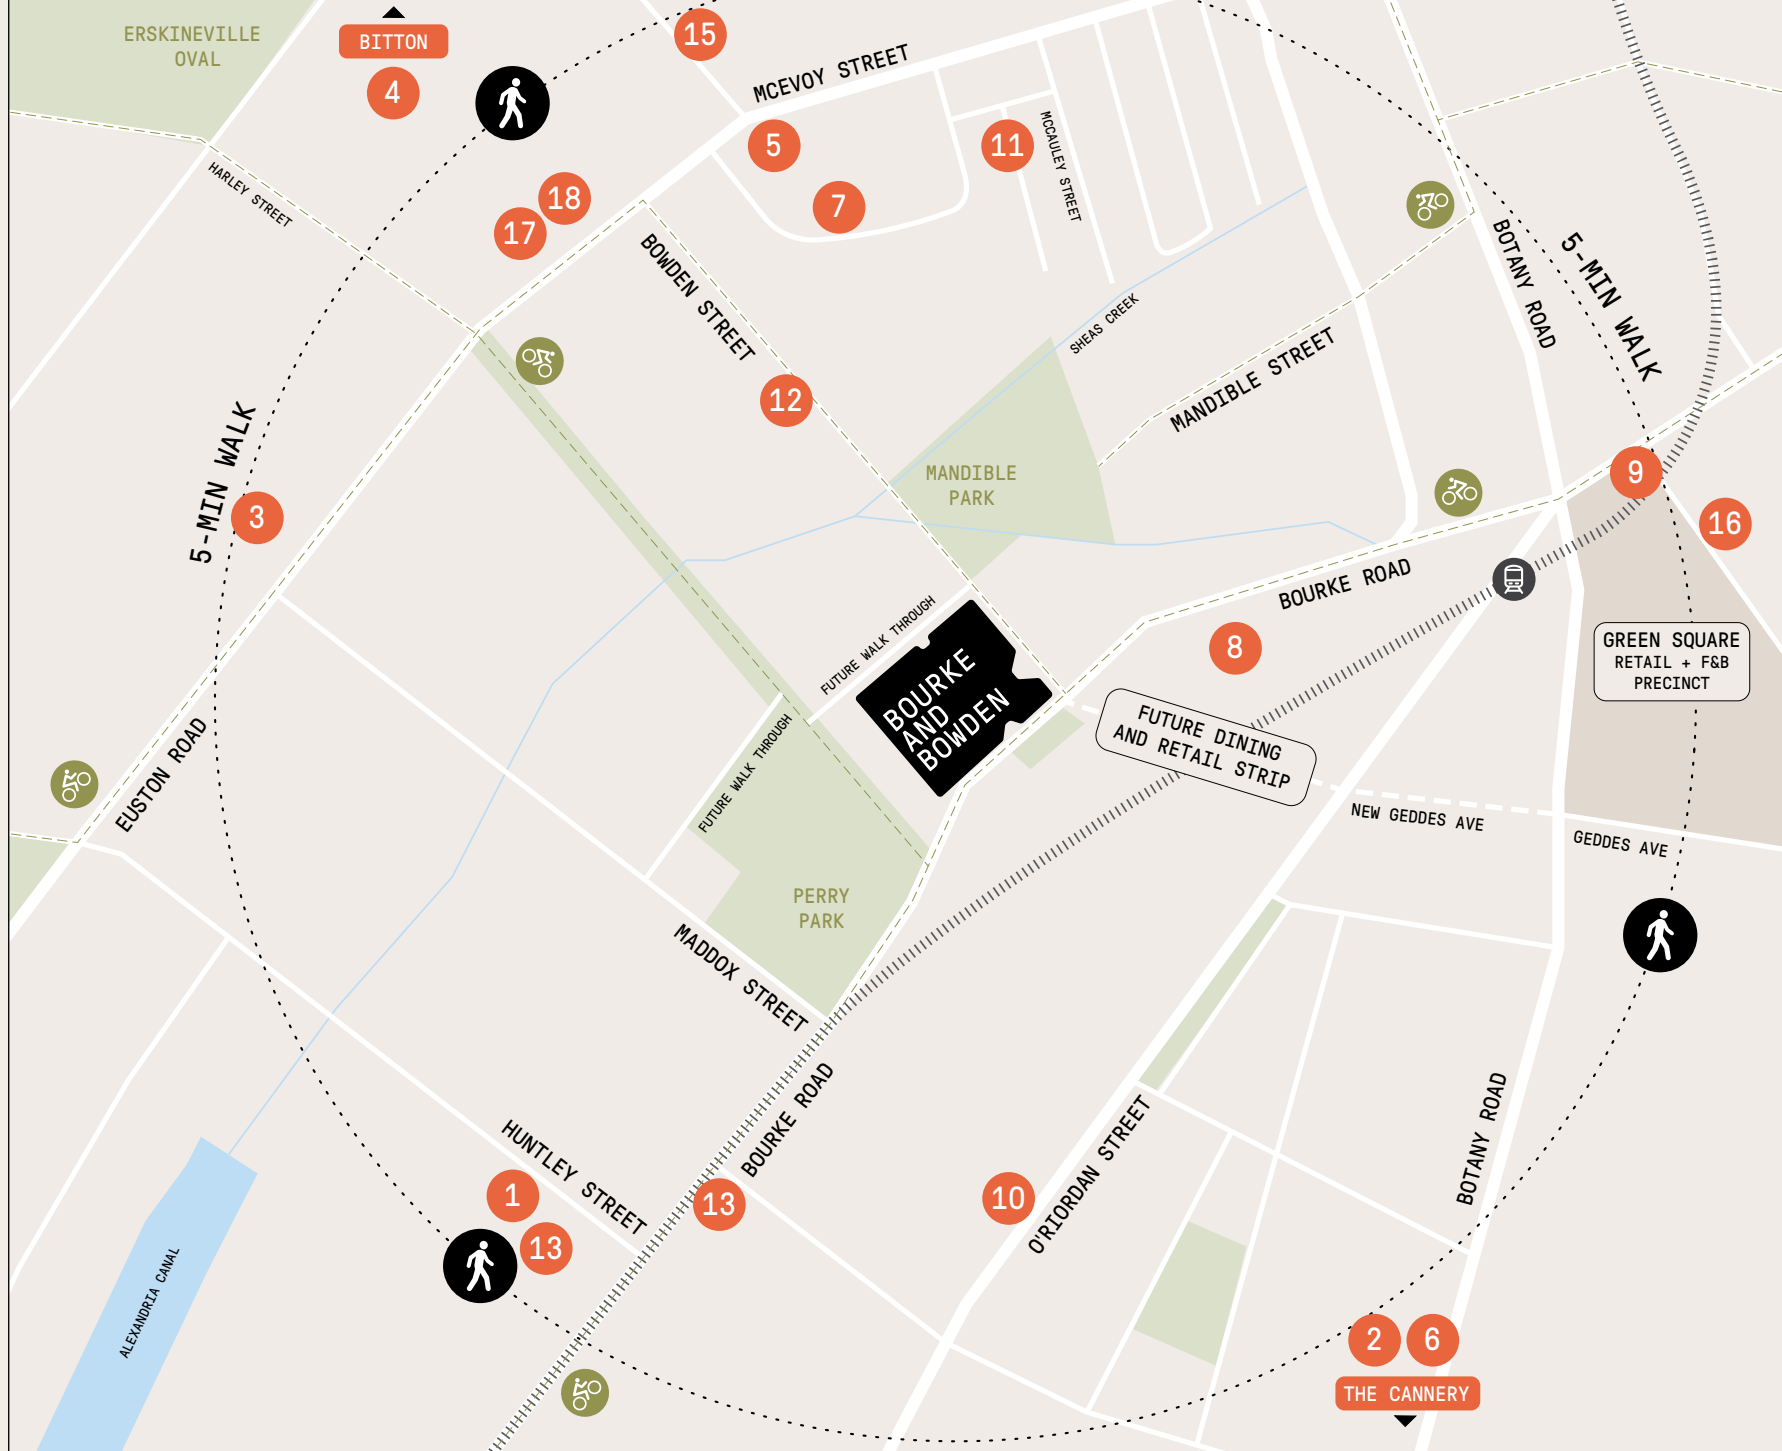 ERSKINEVILLE
OVAL
BITTON
4
15
MCEVOY STREET
5
11
MCCAULEY STREET
7
HARLEY STREET
18
17
BOWDEN STREET
12
SHEAS CREEK
MANDIBLE STREET
BOTANY ROAD
5-MIN WALK
5-MIN WALK
3
MANDIBLE
PARK
9
16
BOURKE ROAD
8
GREEN SQUARE
RETAIL + F&B
PRECINCT
FUTURE WALK THROUGH
BOURKE
AND
BOWDEN
FUTURE DINING
AND RETAIL STRIP
FUTURE WALK THROUGH
EUSTON ROAD
NEW GEDDES AVE
GEDDES AVE
PERRY
PARK
MADDOX STREET
BOURKE ROAD
HUNTLEY STREET
1
13
13
10
O'RIORDAN STREET
BOTANY ROAD
ALEXANDRIA CANAL
2
6
THE CANNERY